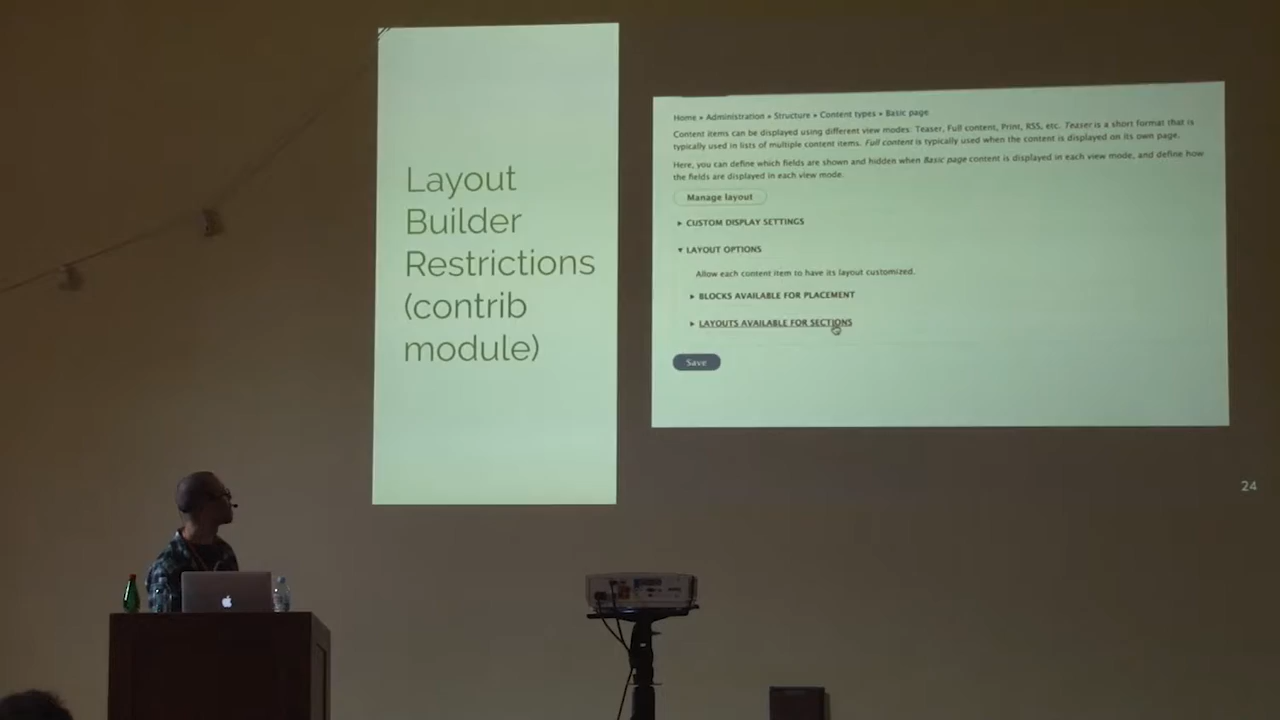 Layout
Builder
Restrictions
(contrib
module)
Home » Administration » Structure » Content types » Basic page
Content items can be displayed using different view modes: Teaser, Full content, Print, RSS, etc. Teaser is a short format that is
typically used in lists of multiple content items. Full content is typically used when the content is displayed on its own page.
Here, you can define which fields are shown and hidden when Basic page content is displayed in each view mode, and define how
the fields are displayed in each view mode.
Manage layout
CUSTOM DISPLAY SETTINGS
LAYOUT OPTIONS
Allow each content item to have its layout customized.
BLOCKS AVAILABLE FOR PLACEMENT
LAYOUTS AVAILABLE FOR SECTIONS
Save
24